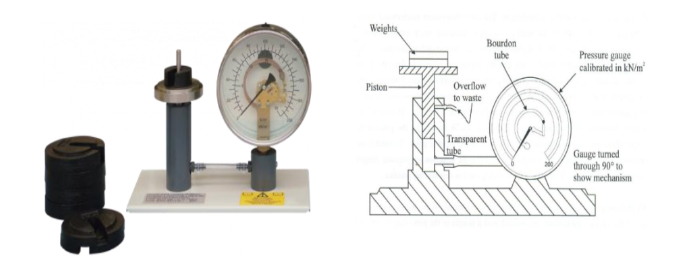 Weights
Bourdon
tube
Pressure gauge
calibrated in kN/m²
Piston
Overflow
to waste
Transparent
tube
0
200
Gauge turned
through 90° to
show mechanism